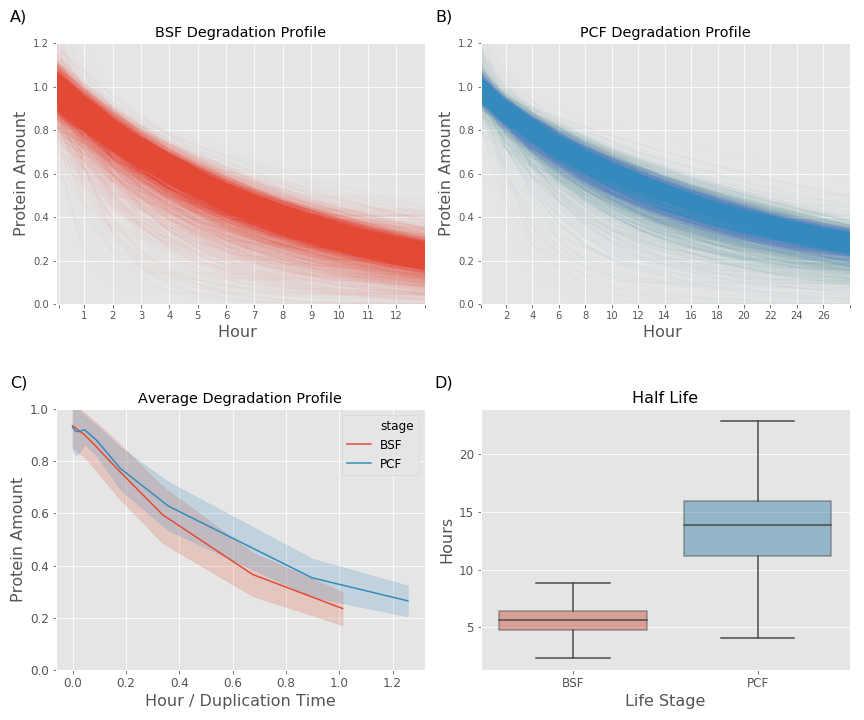 A)
BSF Degradation Profile
Protein Amount
1.2
1.0
0.8
0.6
0.4
0.2
0.0
1 2 3 4 5 6 7 8 9 10 11 12
Hour
B)
PCF Degradation Profile
Protein Amount
1.2
1.0
0.8
0.6
0.4
0.2
0.0
2 4 6 8 10 12 14 16 18 20 22 24 26
Hour
C)
Average Degradation Profile
Protein Amount
1.0
0.8
0.6
0.4
0.2
0.0
stage
BSF
PCF
0.0 0.2 0.4 0.6 0.8 1.0 1.2
Hour / Duplication Time
D)
Half Life
Hours
20
15
10
5
BSF PCF
Life Stage